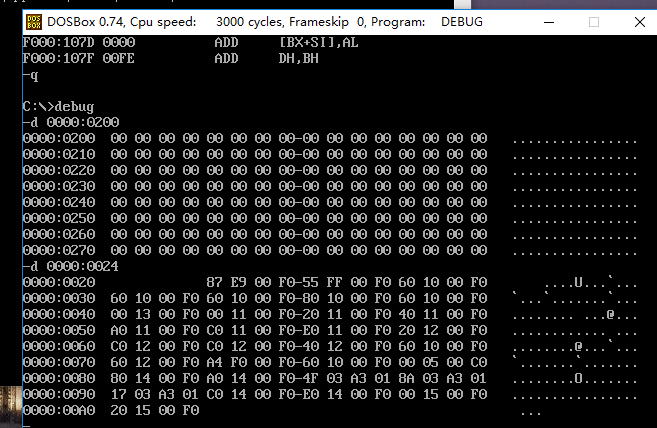 DOSBox 0.74, Cpu speed:    3000 cycles, Frameskip  0, Program:    DEBUG
F000:107D 0000          ADD     [BX+SI],AL
F000:107F 00FE          ADD     DH,BH
-q
C:\>debug
-d 0000:0200
0000:0200  00 00 00 00 00 00 00 00-00 00 00 00 00 00 00 00   ................
0000:0210  00 00 00 00 00 00 00 00-00 00 00 00 00 00 00 00   ................
0000:0220  00 00 00 00 00 00 00 00-00 00 00 00 00 00 00 00   ................
0000:0230  00 00 00 00 00 00 00 00-00 00 00 00 00 00 00 00   ................
0000:0240  00 00 00 00 00 00 00 00-00 00 00 00 00 00 00 00   ................
0000:0250  00 00 00 00 00 00 00 00-00 00 00 00 00 00 00 00   ................
0000:0260  00 00 00 00 00 00 00 00-00 00 00 00 00 00 00 00   ................
0000:0270  00 00 00 00 00 00 00 00-00 00 00 00 00 00 00 00   ................
-d 0000:0024
0000:0020              87 E9 00 F0-55 FF 00 F0 60 10 00 F0       ....U...`...
0000:0030  60 10 00 F0 60 10 00 F0-80 10 00 F0 60 10 00 F0   `...`.......`...
0000:0040  00 13 00 F0 00 11 00 F0-20 11 00 F0 40 11 00 F0   ........ ...@...
0000:0050  A0 11 00 F0 C0 11 00 F0-E0 11 00 F0 20 12 00 F0   ............ ...
0000:0060  C0 12 00 F0 C0 12 00 F0-40 12 00 F0 60 10 00 F0   ........@...`...
0000:0070  60 12 00 F0 A4 F0 00 F0-60 10 00 F0 00 05 00 C0   `.......`.......
0000:0080  80 14 00 F0 A0 14 00 F0-4F 03 A3 01 8A 03 A3 01   ........O.......
0000:0090  17 03 A3 01 C0 14 00 F0-E0 14 00 F0 00 15 00 F0   ................
0000:00A0  20 15 00 F0                                        ...
-